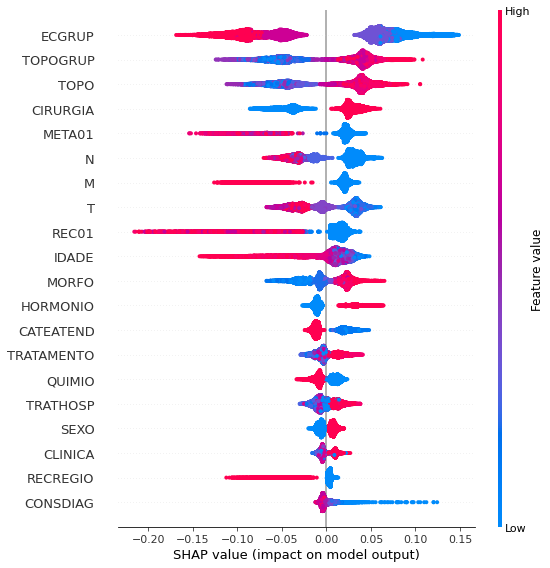 High
ECGRUP
TOPOGRUP
TOPO
CIRURGIA
META01
N
M
T
REC01
IDADE
MORFO
HORMONIO
CATEATEND
TRATAMENTO
QUIMIO
TRATHOSP
SEXO
CLINICA
RECREGIO
CONSDIAG
Feature value
Low
−0.20 −0.15 −0.10 −0.05 0.00 0.05 0.10 0.15
SHAP value (impact on model output)